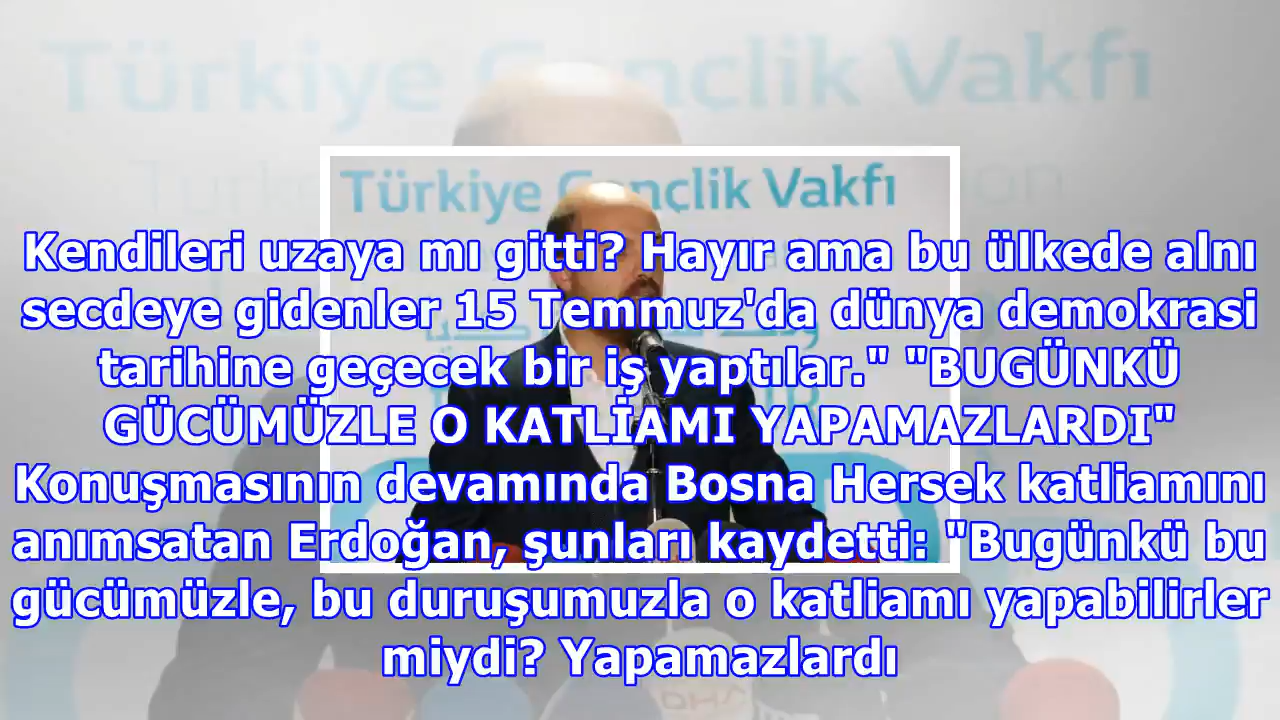 Türkiye Gençlik Vakfı
Türkiye Gençlik Vakfı
Kendileri uzaya mı gitti? Hayır ama bu ülkede alnı
secdeye gidenler 15 Temmuz'da dünya demokrasi
tarihine geçecek bir iş yaptılar." "BUGÜNKÜ
GÜCÜMÜZLE O KATLİAMI YAPAMAZLARDI"
Konuşmasının devamında Bosna Hersek katliamını
anımsatan Erdoğan, şunları kaydetti: "Bugünkü bu
gücümüzle, bu duruşumuzla o katliamı yapabilirler
miydi? Yapamazlardı
DHA